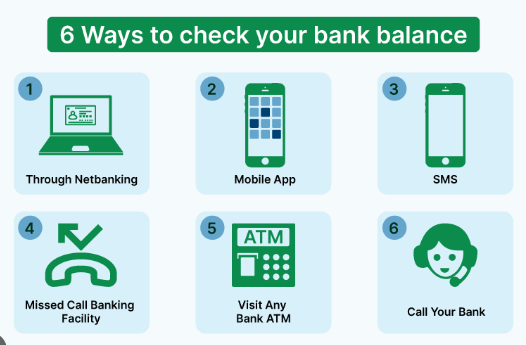 6 Ways to check your bank balance
1
Through Netbanking
2
Mobile App
3
SMS
4
Missed Call Banking
Facility
5
ATM
Visit Any
Bank ATM
6
Call Your Bank